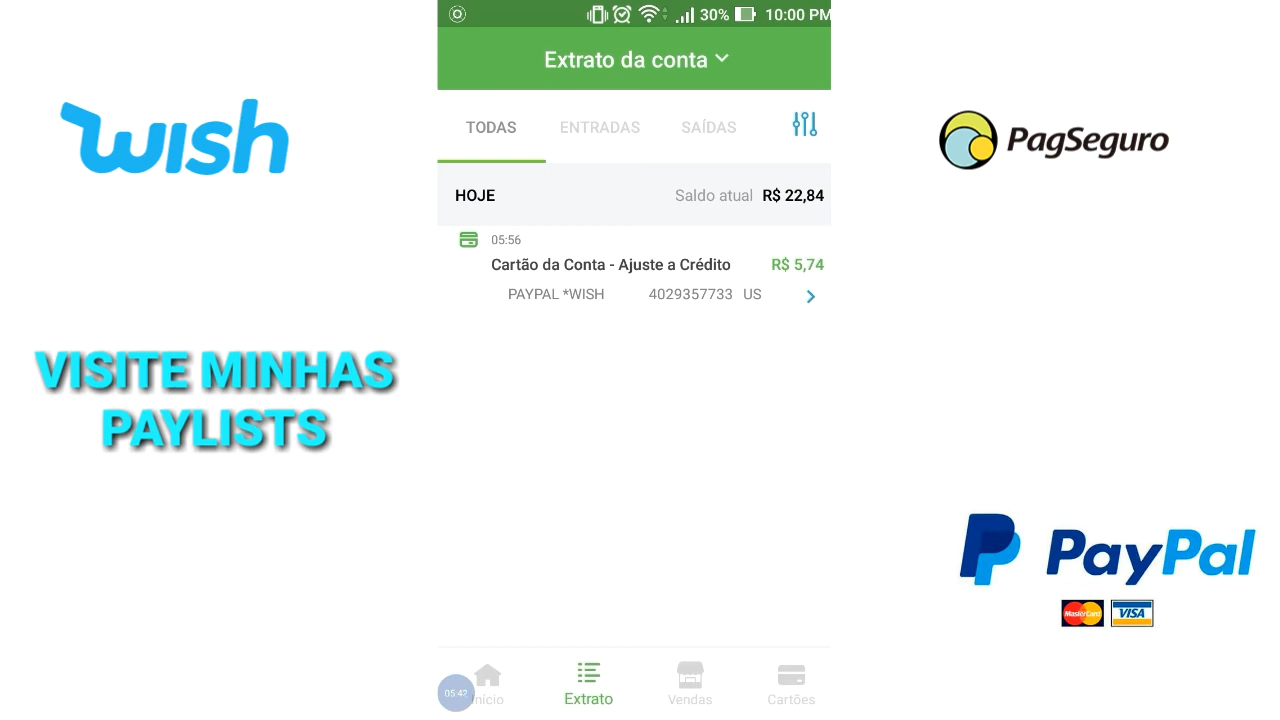 30% 10:00 PM
Extrato da conta
TODAS ENTRADAS SAÍDAS
HOJE Saldo atual R$ 22,84
05:56
Cartão da Conta - Ajuste a Crédito R$ 5,74
PAYPAL *WISH 4029357733 US
05:42
Início Extrato Vendas Cartões
wish
VISITE MINHAS
PAYLISTS
PagSeguro
PayPal
MasterCard VISA